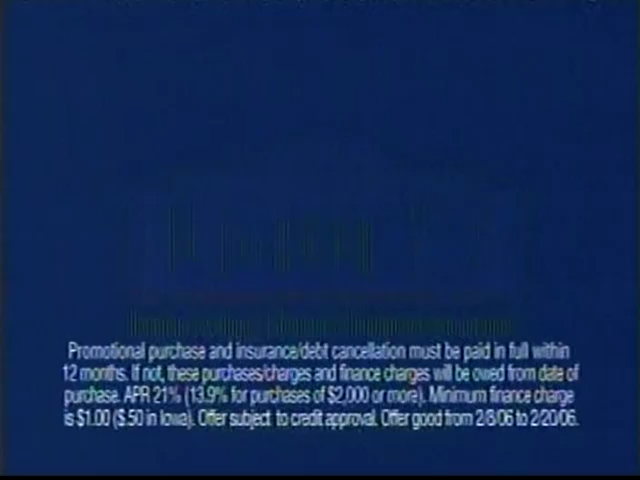 Promotional purchase and insurance/debt cancellation must be paid in full within
12 months. If not, these purchases/charges and finance charges will be owed from date of
purchase. APR 21% (13.9% for purchases of $2,000 or more). Minimum finance charge
is $1.00 ($.50 in Iowa). Offer subject to credit approval. Offer good from 2/8/06 to 2/20/06.